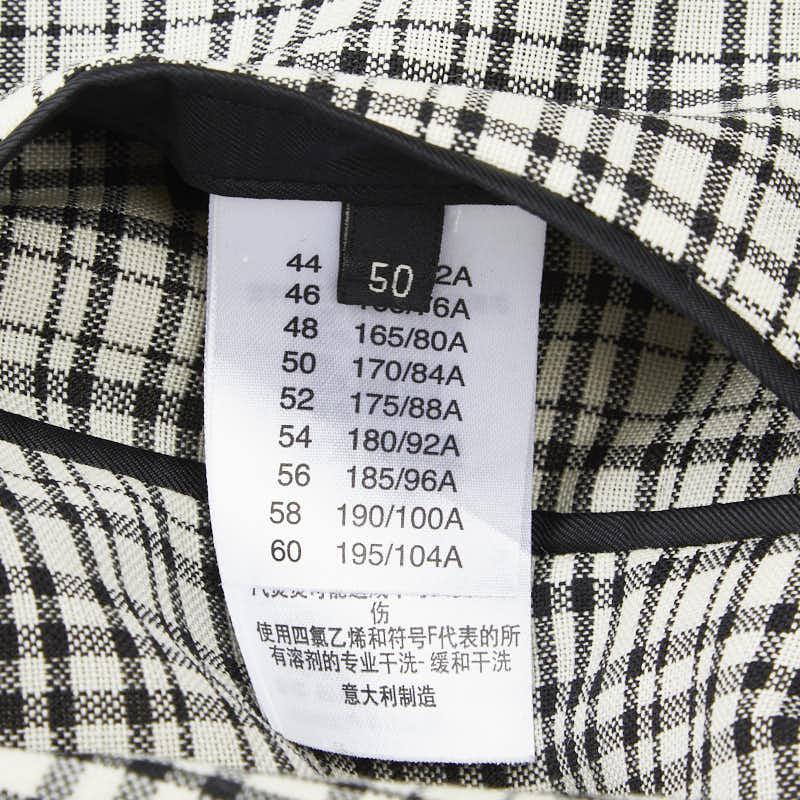 50
44 2A
46 76A
48 165/80A
50 170/84A
52 175/88A
54 180/92A
56 185/96A
58 190/100A
60 195/104A
伤
使用四氯乙烯和符号F代表的所
有溶剂的专业干洗-缓和干洗
意大利制造